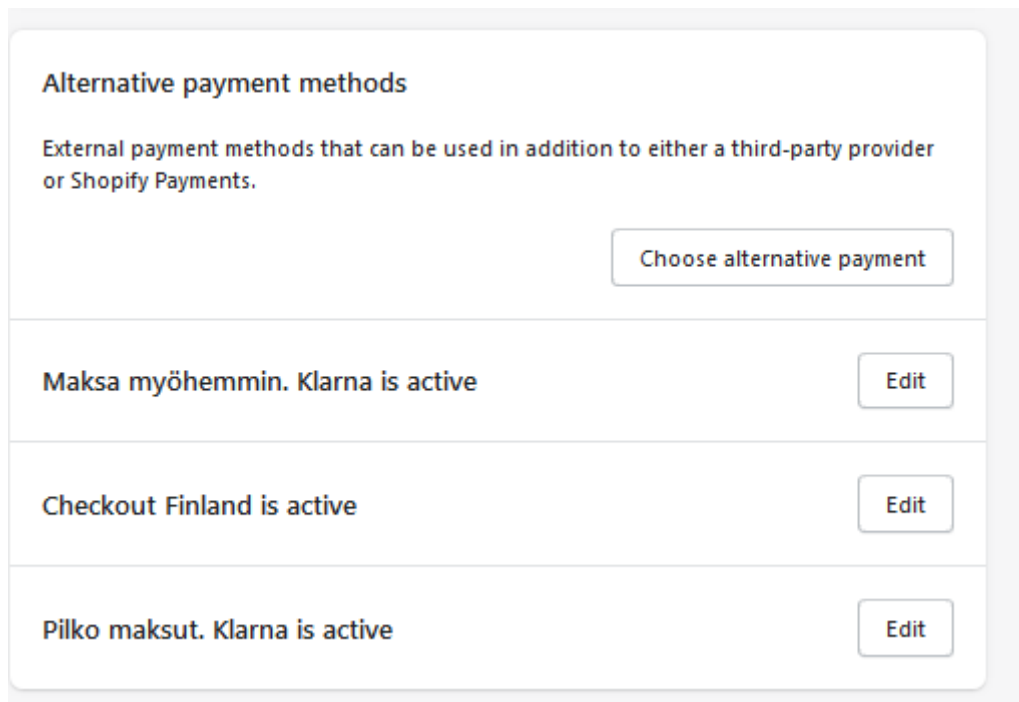 Alternative payment methods
External payment methods that can be used in addition to either a third-party provider
or Shopify Payments.
Choose alternative payment
Maksa myöhemmin. Klarna is active
Edit
Checkout Finland is active
Edit
Pilko maksut. Klarna is active
Edit